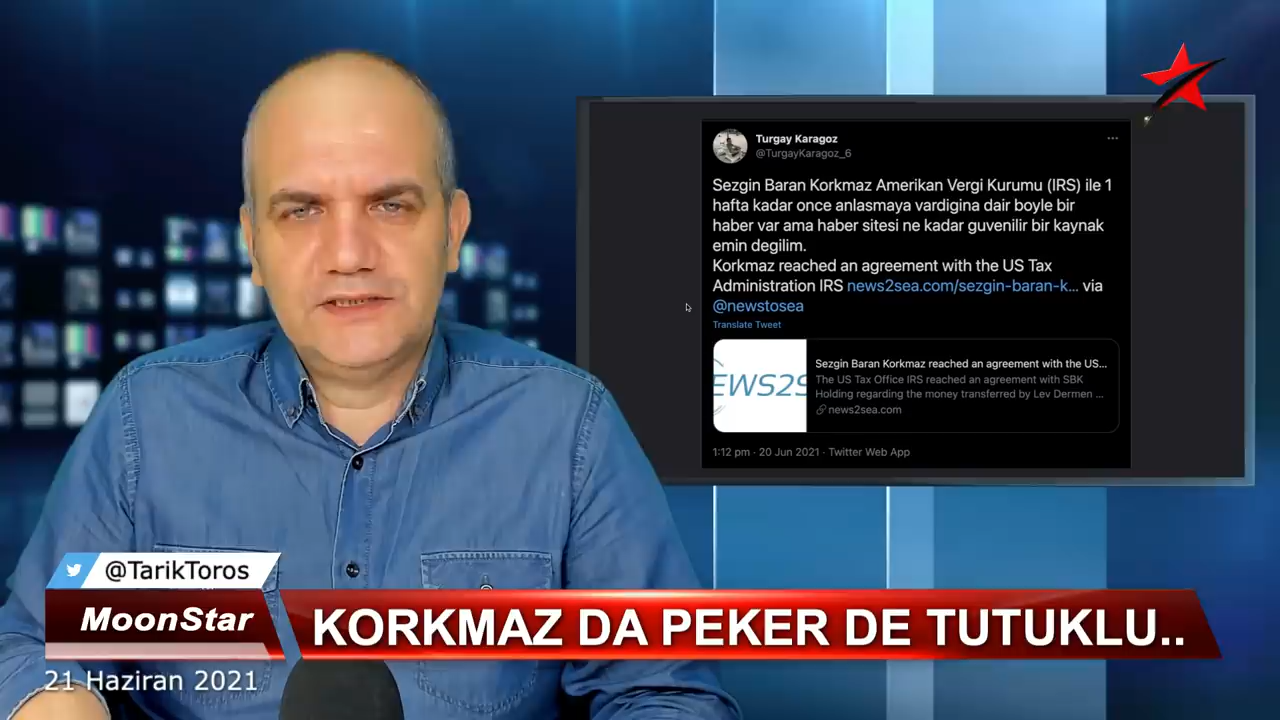 Turgay Karagoz
@TurgayKaragoz_6
Sezgin Baran Korkmaz Amerikan Vergi Kurumu (IRS) ile 1
hafta kadar once anlasmaya vardigina dair boyle bir
haber var ama haber sitesi ne kadar guvenilir bir kaynak
emin degilim.
Korkmaz reached an agreement with the US Tax
Administration IRS news2sea.com/sezgin-baran-k... via
@newstosea
Translate Tweet
EWS2S
Sezgin Baran Korkmaz reached an agreement with the US...
The US Tax Office IRS reached an agreement with SBK
Holding regarding the money transferred by Lev Dermen ...
news2sea.com
1:12 pm · 20 Jun 2021 · Twitter Web App
@TarikToros
MoonStar
KORKMAZ DA PEKER DE TUTUKLU..
21 Haziran 2021